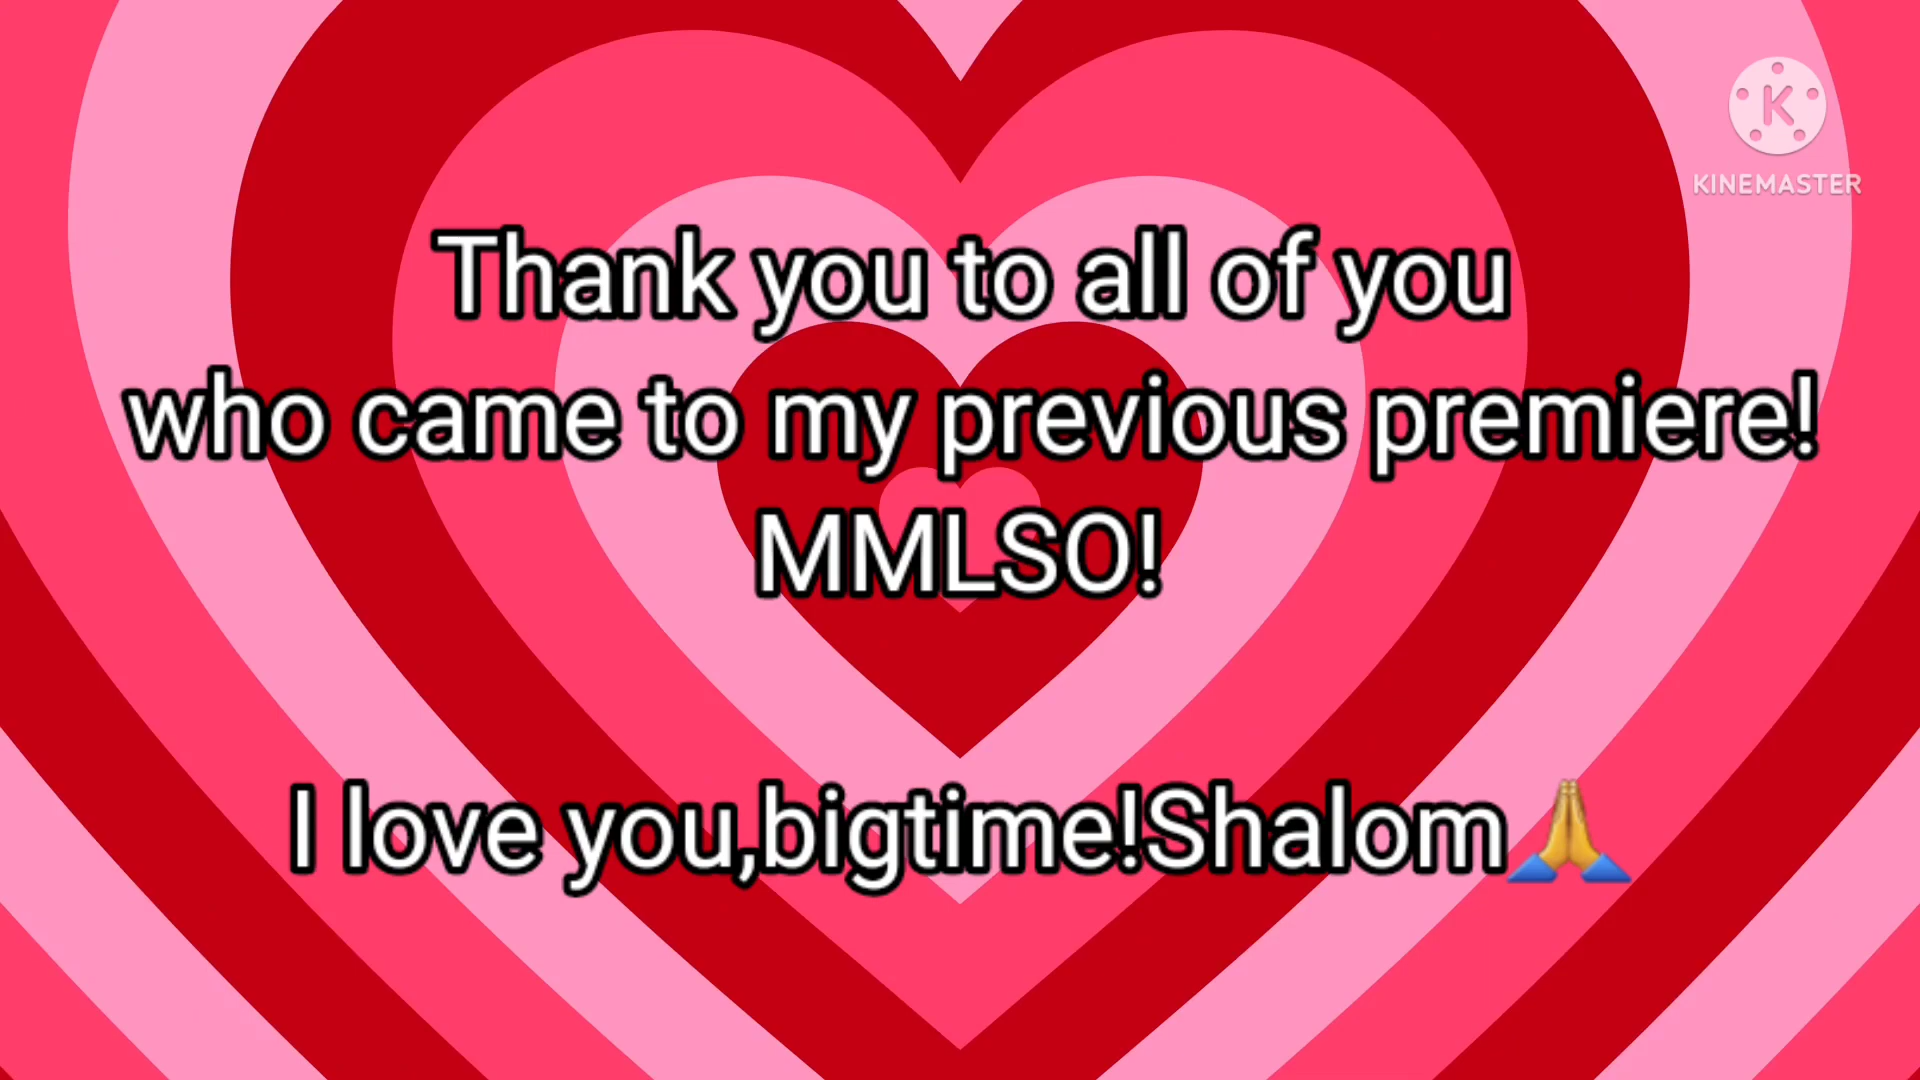 K
KINEMASTER
Thank you to all of you
who came to my previous premiere!
MMLSO!
I love you,bigtime!Shalom🙏